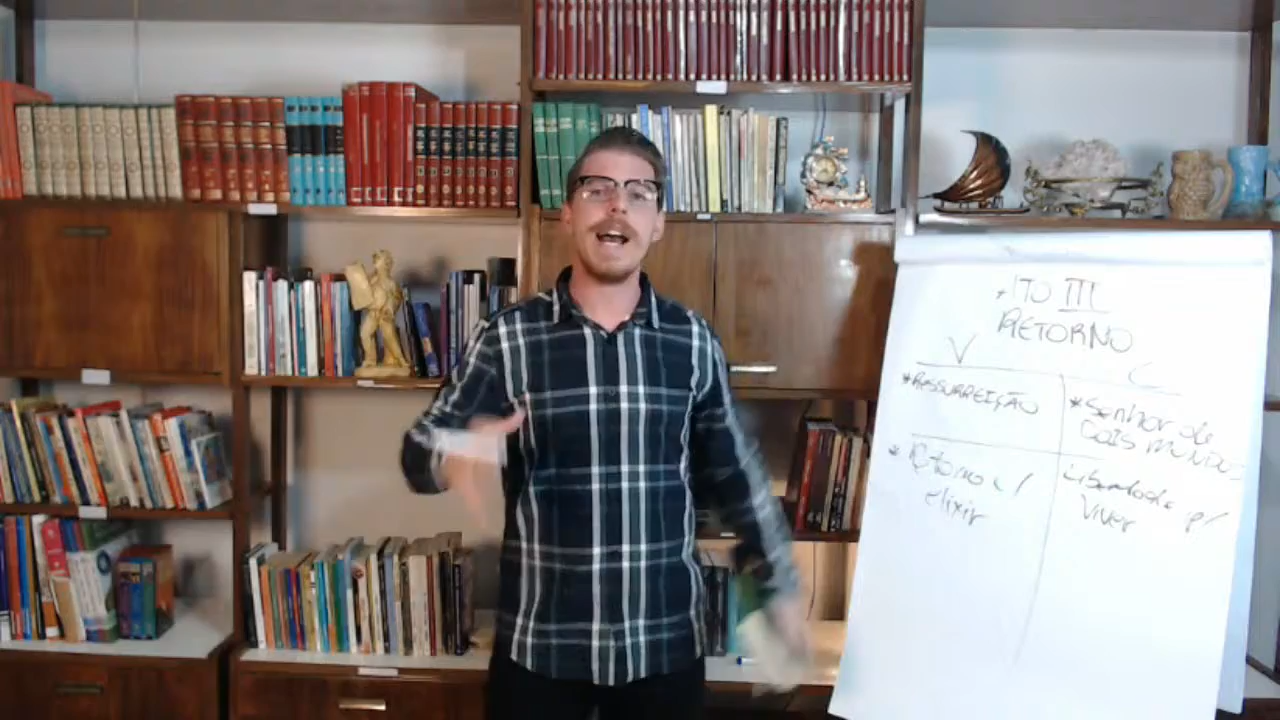 ATO III
RETORNO
V
C
* RESSURREIÇÃO
* Senhor de
Dois MUNDOS
* Retorno c/
elixir
Liberdade p/
Viver